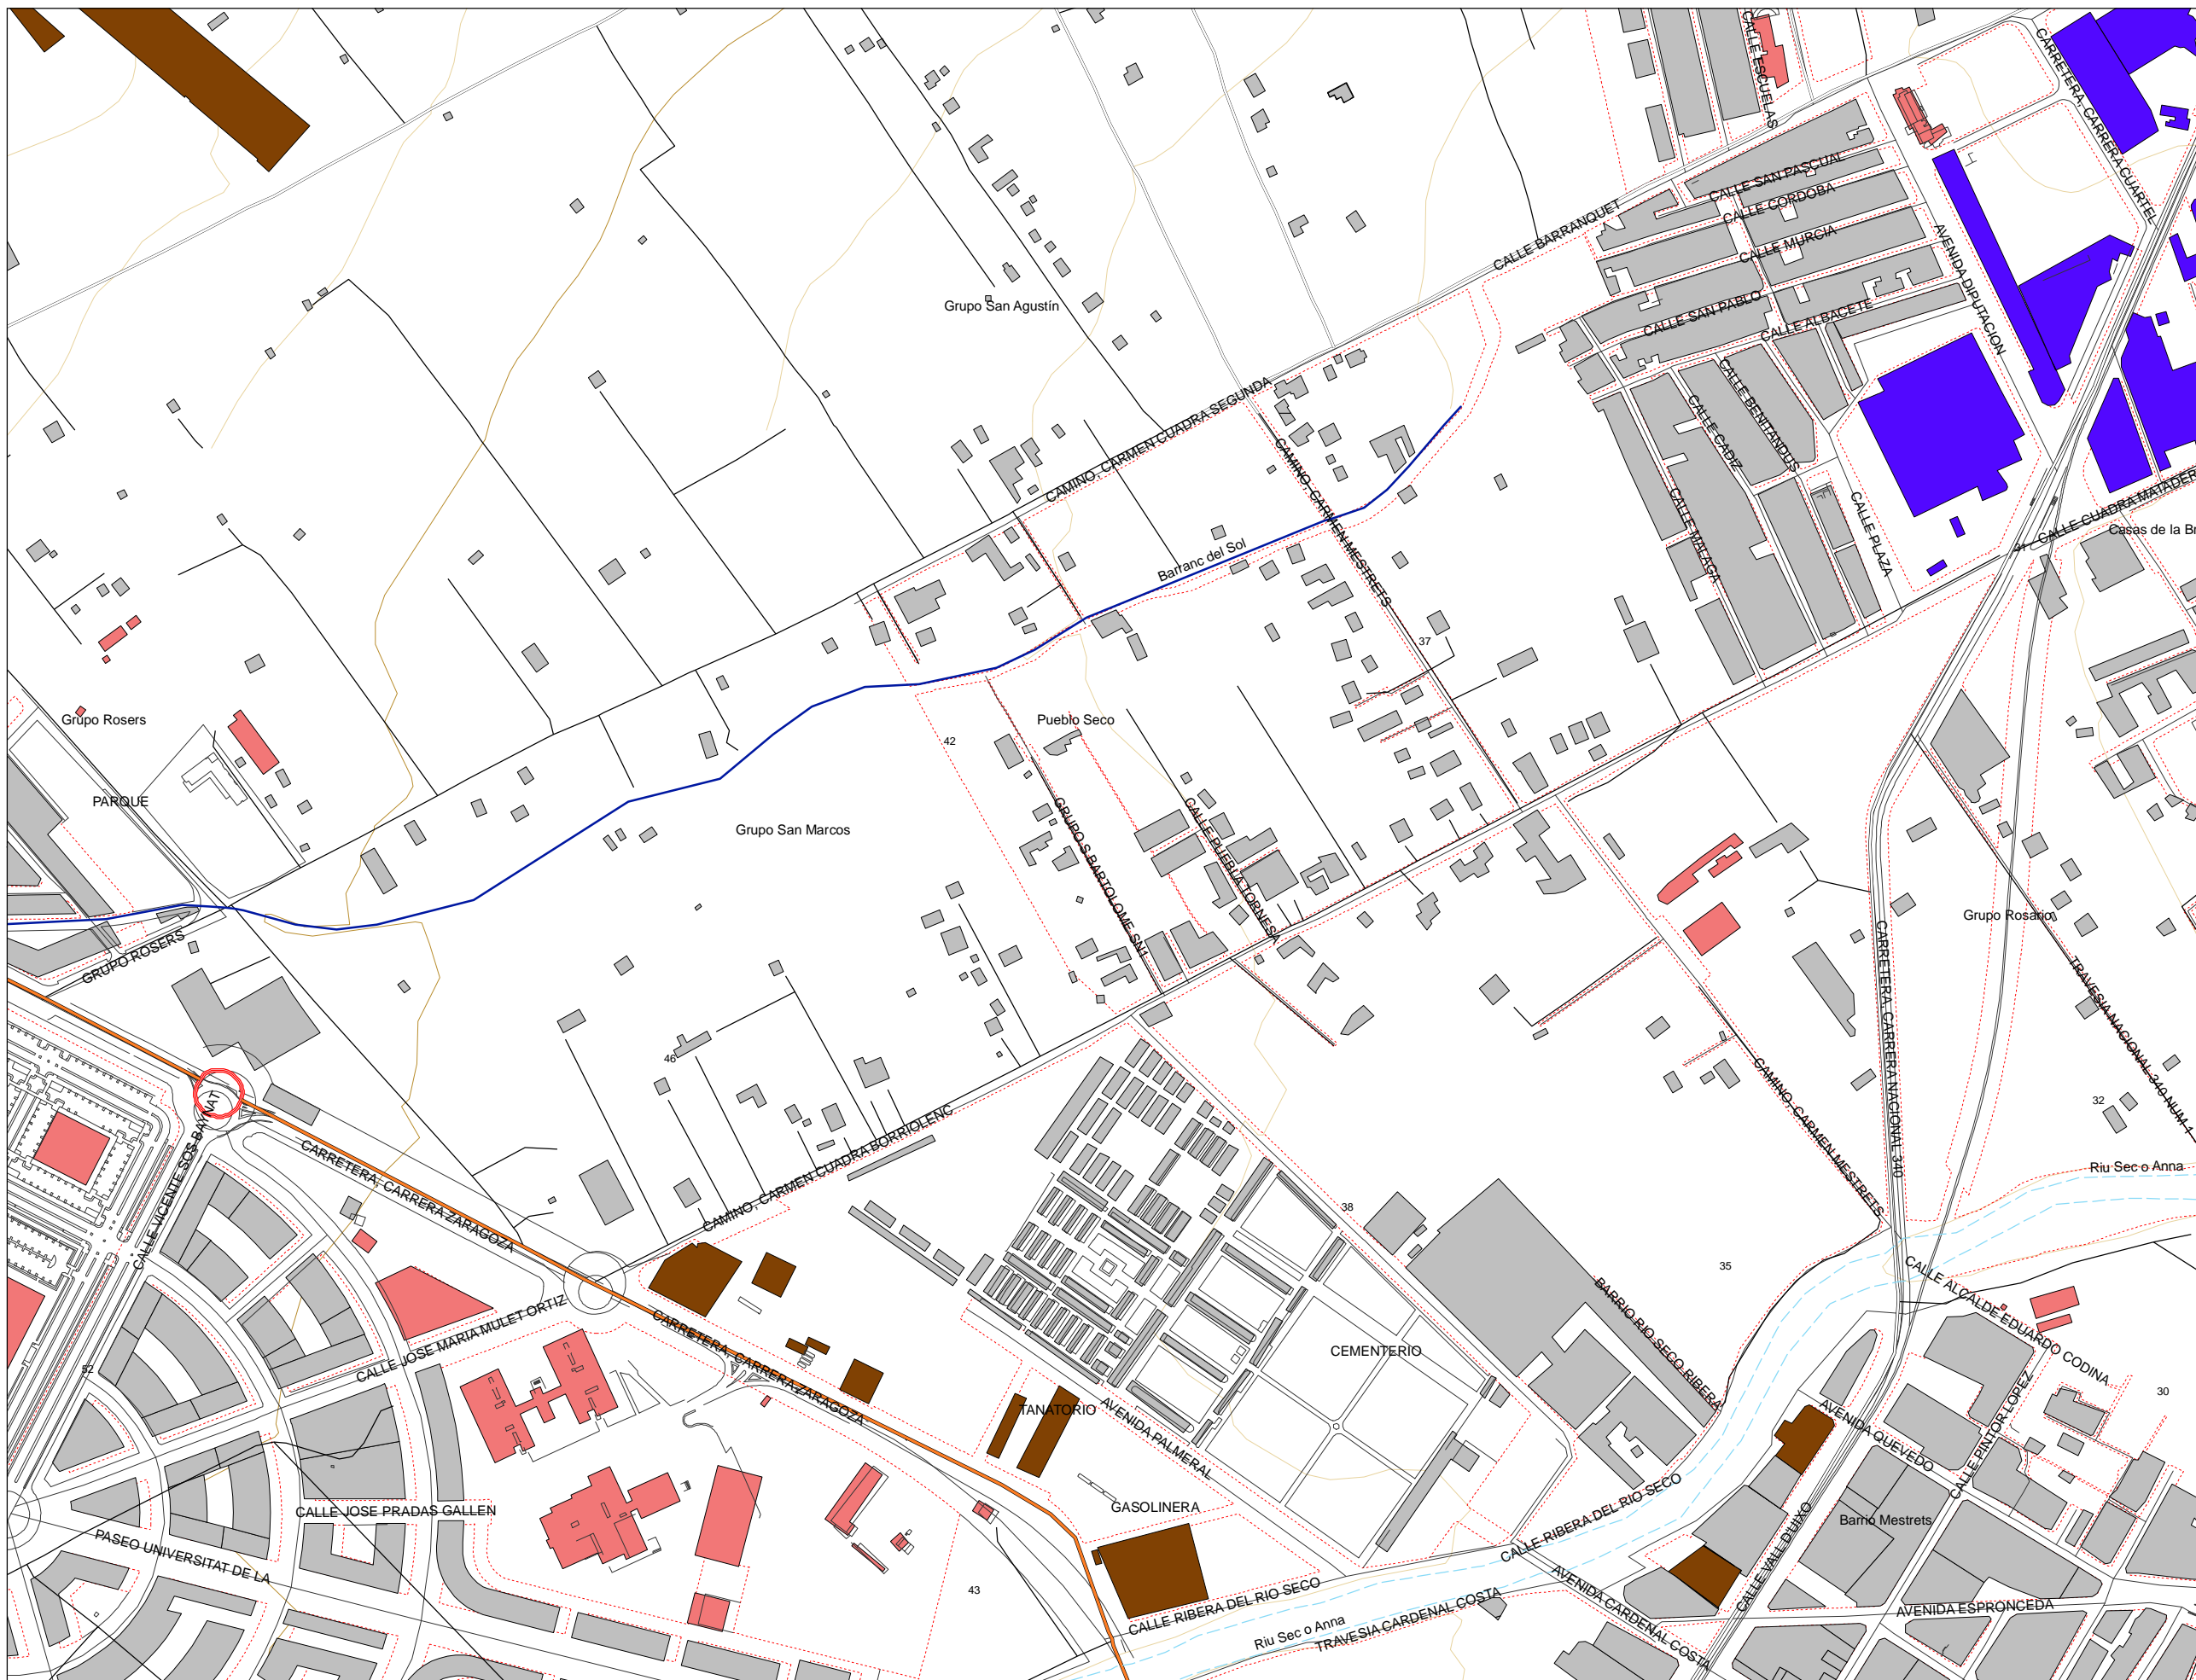 CALLE ESCUELAS
CARRETERA, CARRERA CUARTEL
CALLE SAN PASCUAL
CALLE CORDOBA
CALLE BARRANQUET
CALLE MURCIA
AVENIDA DIPUTACION
Grupo San Agustín
CALLE SAN PABLO
CALLE ALBACETE
CAMINO, CARMEN CUADRA SEGUNDA
CALLE BENITANDUS
CALLE CADIZ
CAMINO, CARMEN MESTRETS
CALLE MALAGA
CALLE PLAZA
CALLE CUADRA MATADER
Casas de la Br
31
Barranc del Sol
37
Grupo Rosers
Pueblo Seco
42
PARQUE
Grupo San Marcos
GRUPO S.BARTOLOME SN1
CALLE PUEBLA TORNESA
Grupo Rosario
GRUPO ROSERS
CARRETERA, CARRERA NACIONAL 340
TRAVESIA NACIONAL 340 NUM 1
46
CAMINO, CARMEN MESTRETS
32
CALLE VICENTE SOS BAYNAT
CARRETERA, CARRERA ZARAGOZA
CAMINO, CARMEN CUADRA BORRIOLENC
Riu Sec o Anna
38
35
CALLE ALCALDE EDUARDO CODINA
BARRIO RIO SECO RIBERA
CALLE JOSE MARIA MULET ORTIZ
CARRETERA, CARRERA ZARAGOZA
CEMENTERIO
52
30
TANATORIO
AVENIDA PALMERAL
AVENIDA QUEVEDO
CALLE PINTOR LOPEZ
CALLE JOSE PRADAS GALLEN
GASOLINERA
CALLE RIBERA DEL RIO SECO
Barrio Mestrets
PASEO UNIVERSITAT DE LA
43
CALLE RIBERA DEL RIO SECO
Riu Sec o Anna
TRAVESIA CARDENAL COSTA
AVENIDA CARDENAL COSTA
CALLE VALL D UIXO
AVENIDA ESPRONCEDA